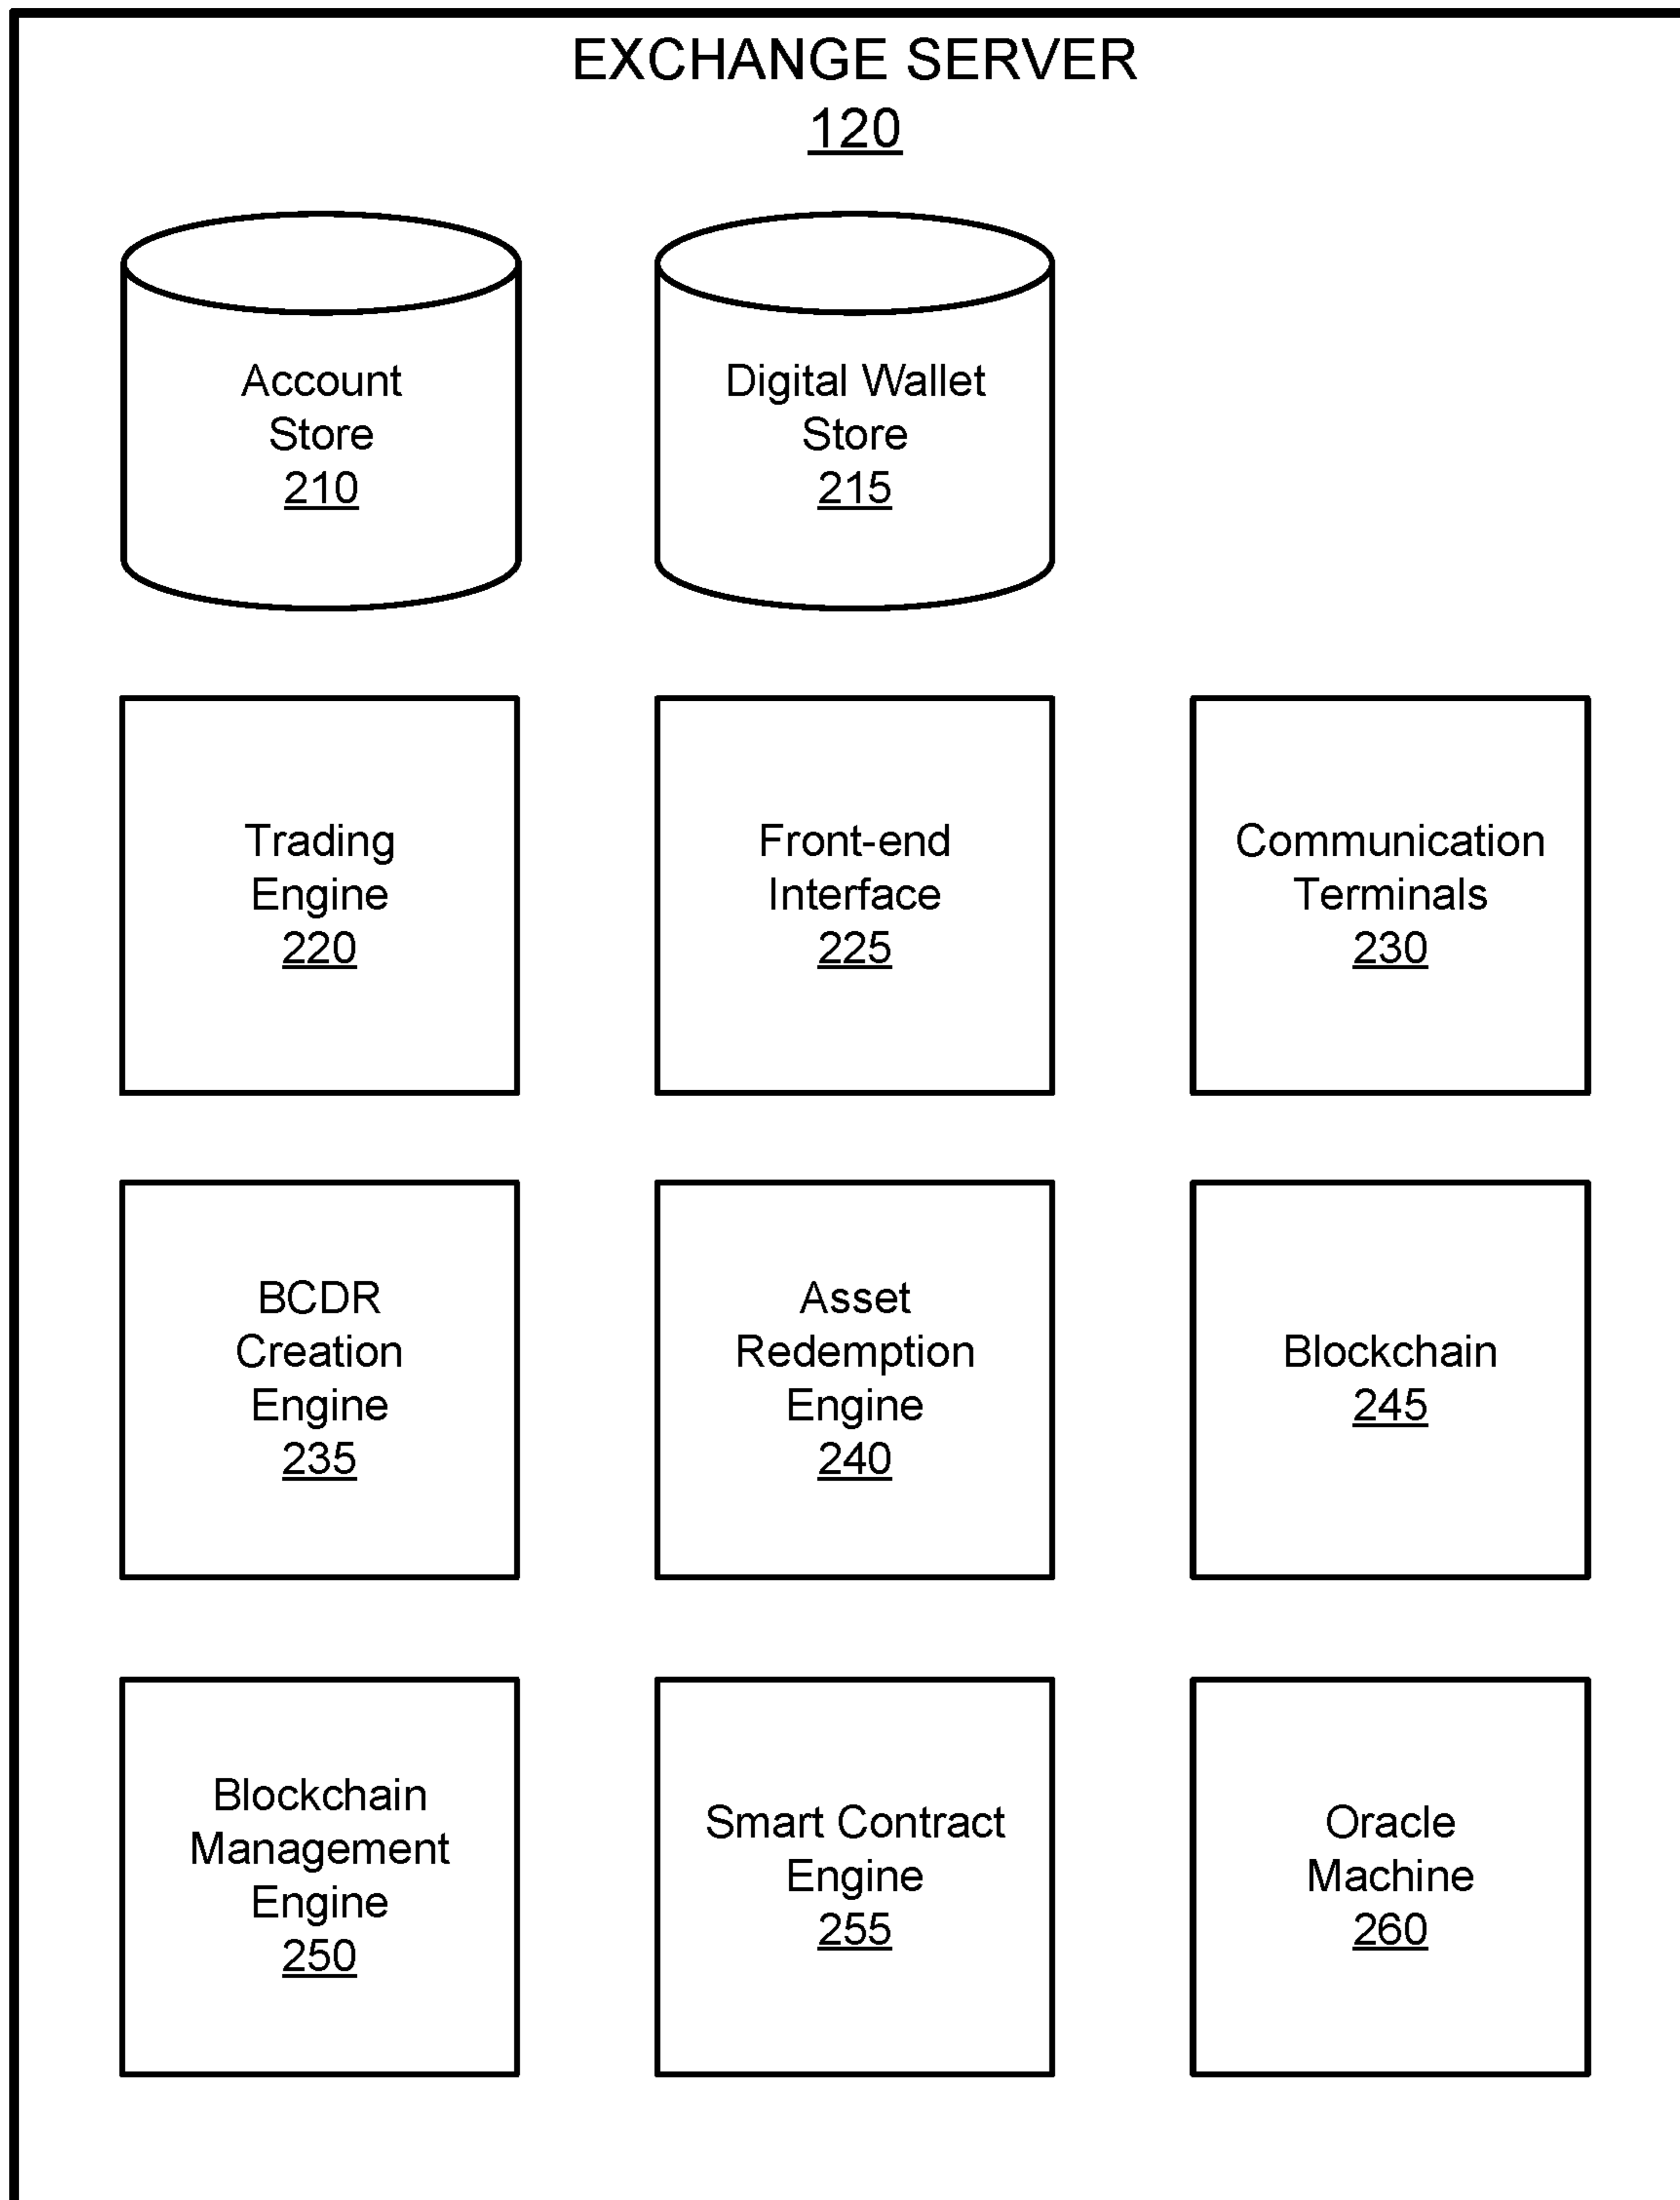 EXCHANGE SERVER
120
Account
Store
210
Digital Wallet
Store
215
Trading
Engine
220
Front-end
Interface
225
Communication
Terminals
230
BCDR
Creation
Engine
235
Asset
Redemption
Engine
240
Blockchain
245
Blockchain
Management
Engine
250
Smart Contract
Engine
255
Oracle
Machine
260